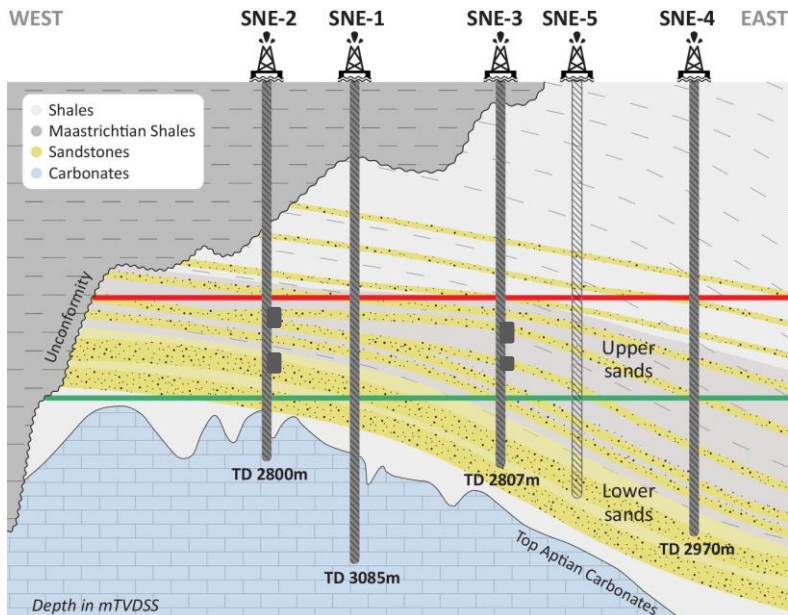 WEST
SNE-2
SNE-1
SNE-3
SNE-5
SNE-4
EAST
Shales
Maastrichtian Shales
Sandstones
Carbonates
Unconformity
Upper
sands
TD 2800m
TD 2807m
Lower
sands
TD 2970m
Top Aptian Carbonates
TD 3085m
Depth in mTVDSS